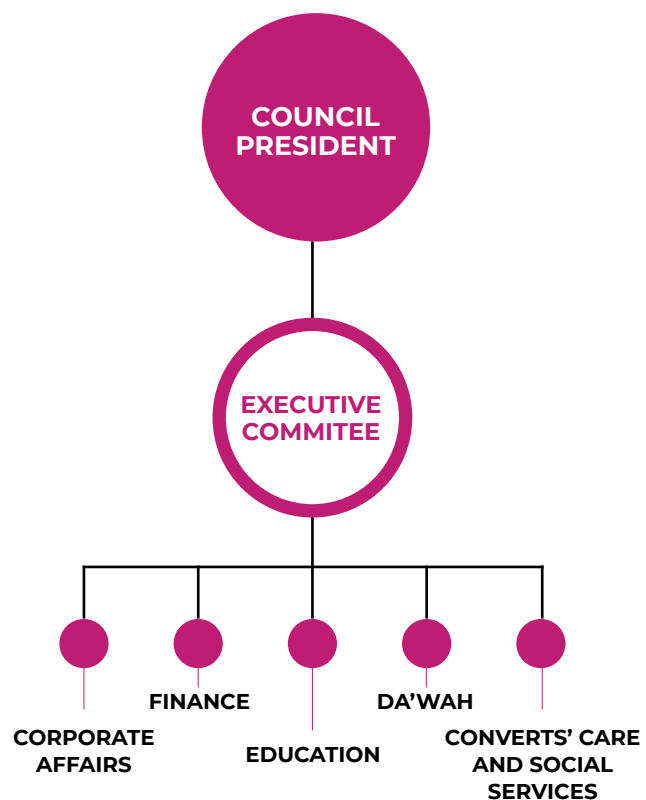 COUNCIL
PRESIDENT
EXECUTIVE
COMMITEE
FINANCE
DA’WAH
CORPORATE
AFFAIRS
EDUCATION
CONVERTS’ CARE
AND SOCIAL
SERVICES